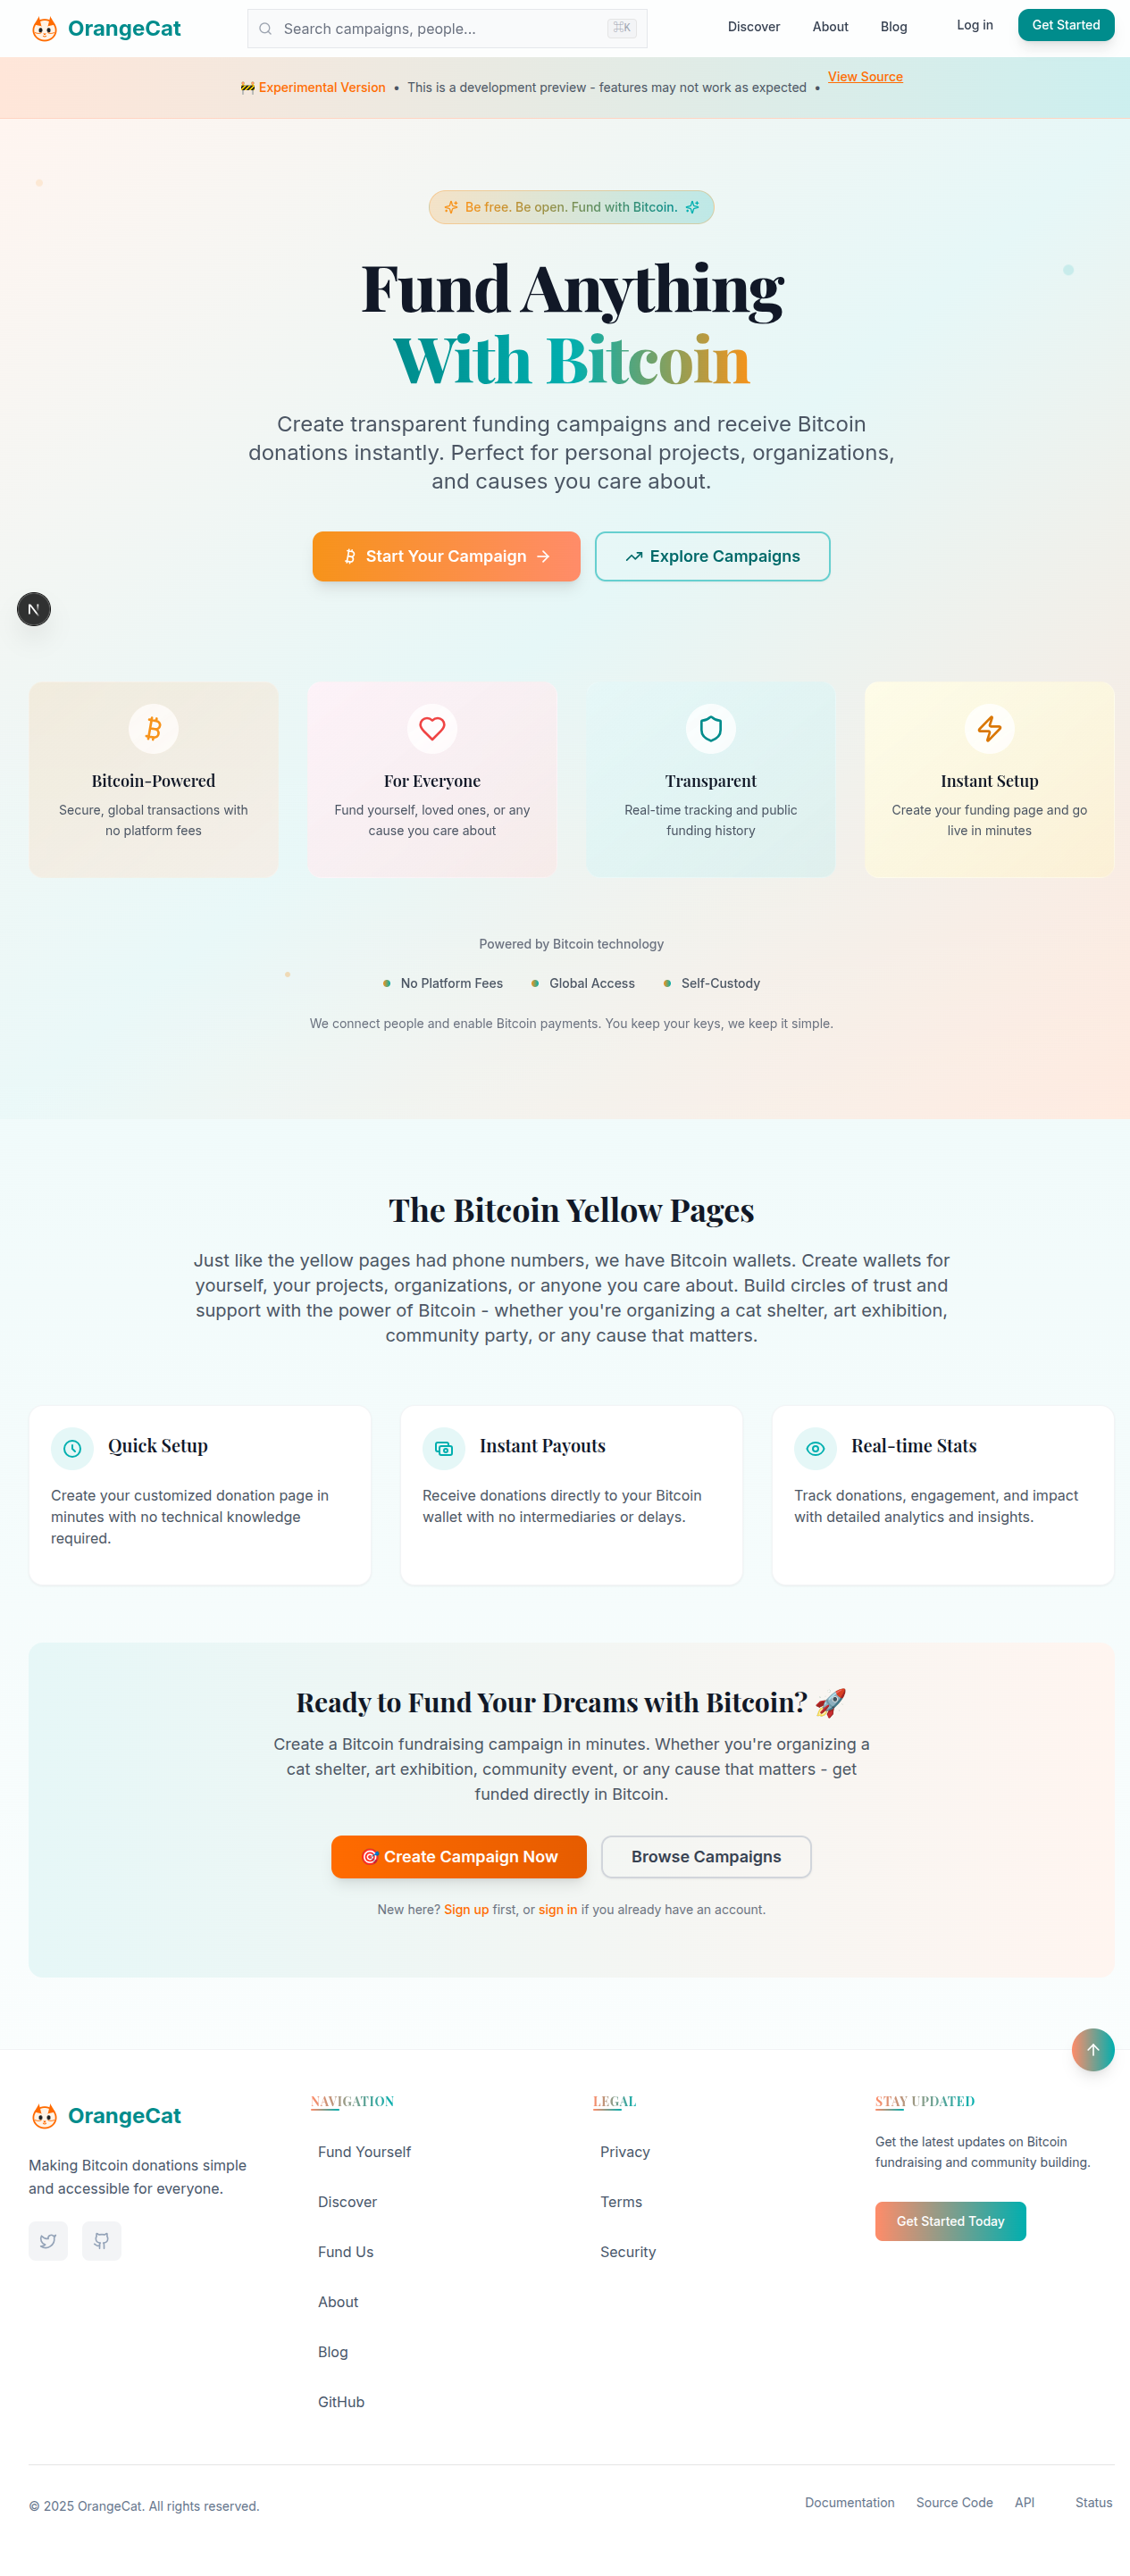 OrangeCat
Search campaigns, people...
⌘K
Discover
About
Blog
Log in
Get Started
🚧 Experimental Version • This is a development preview - features may not work as expected • View Source
Be free. Be open. Fund with Bitcoin.
Fund Anything
With Bitcoin
Create transparent funding campaigns and receive Bitcoin
donations instantly. Perfect for personal projects, organizations,
and causes you care about.
Start Your Campaign
Explore Campaigns
N
Bitcoin-Powered
Secure, global transactions with
no platform fees
For Everyone
Fund yourself, loved ones, or any
cause you care about
Transparent
Real-time tracking and public
funding history
Instant Setup
Create your funding page and go
live in minutes
Powered by Bitcoin technology
No Platform Fees
Global Access
Self-Custody
We connect people and enable Bitcoin payments. You keep your keys, we keep it simple.
The Bitcoin Yellow Pages
Just like the yellow pages had phone numbers, we have Bitcoin wallets. Create wallets for
yourself, your projects, organizations, or anyone you care about. Build circles of trust and
support with the power of Bitcoin - whether you're organizing a cat shelter, art exhibition,
community party, or any cause that matters.
Quick Setup
Create your customized donation page in
minutes with no technical knowledge
required.
Instant Payouts
Receive donations directly to your Bitcoin
wallet with no intermediaries or delays.
Real-time Stats
Track donations, engagement, and impact
with detailed analytics and insights.
Ready to Fund Your Dreams with Bitcoin? 🚀
Create a Bitcoin fundraising campaign in minutes. Whether you're organizing a
cat shelter, art exhibition, community event, or any cause that matters - get
funded directly in Bitcoin.
🎯 Create Campaign Now
Browse Campaigns
New here? Sign up first, or sign in if you already have an account.
OrangeCat
Making Bitcoin donations simple
and accessible for everyone.
NAVIGATION
Fund Yourself
Discover
Fund Us
About
Blog
GitHub
LEGAL
Privacy
Terms
Security
STAY UPDATED
Get the latest updates on Bitcoin
fundraising and community building.
Get Started Today
© 2025 OrangeCat. All rights reserved.
Documentation
Source Code
API
Status